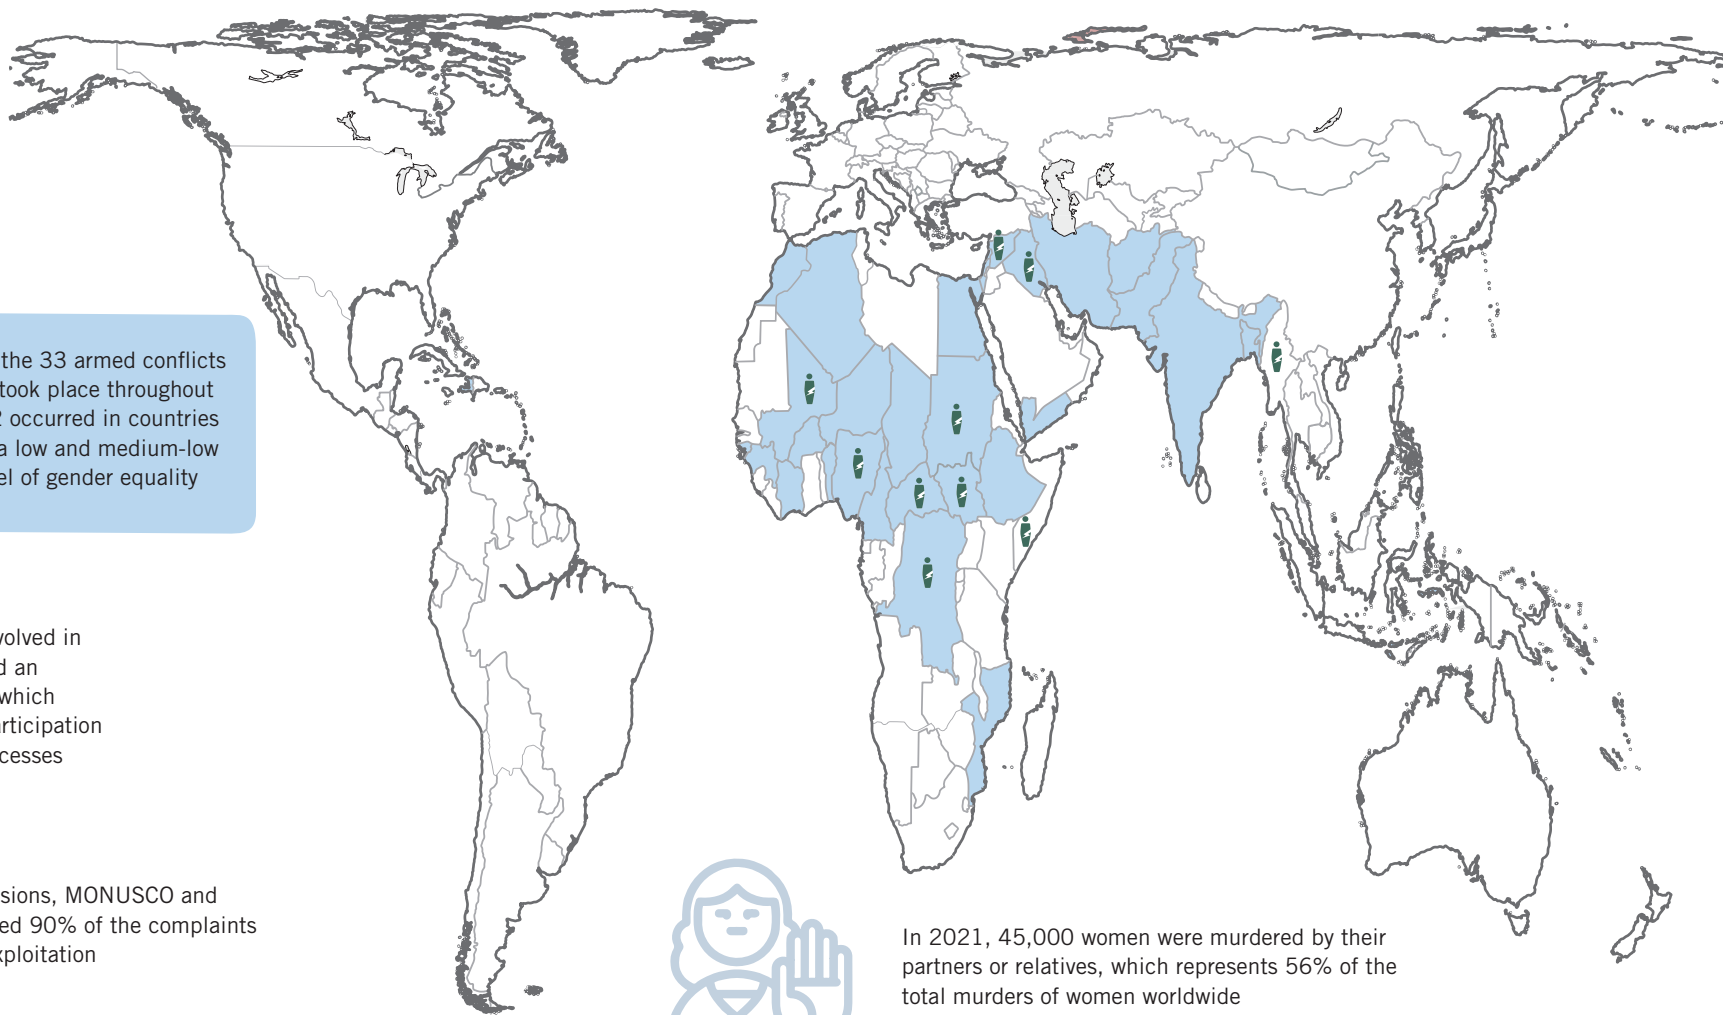 the 33 armed conflicts
took place throughout
2 occurred in countries
a low and medium-low
el of gender equality
volved in
d an
which
articipation
cesses
sions, MONUSCO and
ed 90% of the complaints
xploitation
In 2021, 45,000 women were murdered by their
partners or relatives, which represents 56% of the
total murders of women worldwide